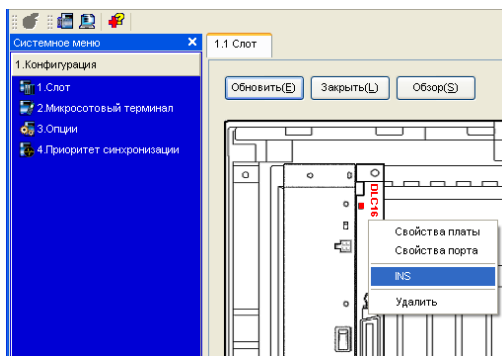 Системное меню
1.1 Слот
1.Конфигурация
1.Слот
2.Микросотовый терминал
3.Опции
4.Приоритет синхронизации
Обновить(E)
Закрыть(L)
Обзор(S)
DLC16
Свойства платы
Свойства порта
INS
Удалить